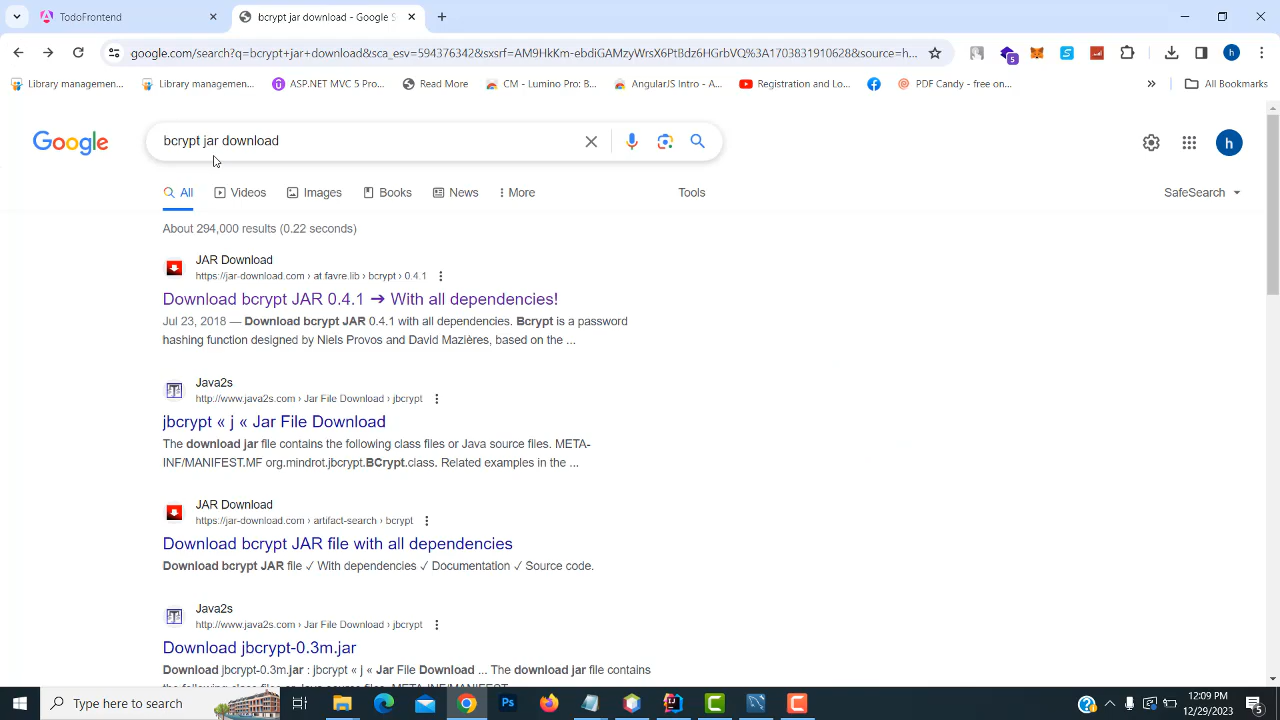 TodoFrontend
bcrypt jar download - Google S
google.com/search?q=bcrypt+jar+download&sca_esv=594376342&sxsrf=AM9HkKm-ebdiGAMzyWrsX6PtBdz6HGrbVQ%3A1703831910628&source=h...
5
Library managemen...
Library managemen...
ASP.NET MVC 5 Pro...
Read More
CM - Lumino Pro: B...
AngularJS Intro - A...
Registration and Lo...
PDF Candy - free on...
All Bookmarks
Google
bcrypt jar download
h
All
Videos
Images
Books
News
More
Tools
SafeSearch
About 294,000 results (0.22 seconds)
JAR Download
https://jar-download.com › at favre.lib › bcrypt › 0.4.1
Download bcrypt JAR 0.4.1 ➔ With all dependencies!
Jul 23, 2018 — Download bcrypt JAR 0.4.1 with all dependencies. Bcrypt is a password
hashing function designed by Niels Provos and David Mazières, based on the ...
Java2s
http://www.java2s.com › Jar File Download › jbcrypt
jbcrypt « j « Jar File Download
The download jar file contains the following class files or Java source files. META-
INF/MANIFEST.MF org.mindrot.jbcrypt.BCrypt.class. Related examples in the ...
JAR Download
https://jar-download.com › artifact-search › bcrypt
Download bcrypt JAR file with all dependencies
Download bcrypt JAR file ✓ With dependencies ✓ Documentation ✓ Source code.
Java2s
http://www.java2s.com › Jar File Download › jbcrypt
Download jbcrypt-0.3m.jar
Download jbcrypt-0.3m.jar : jbcrypt « j « Jar File Download ... The download jar file contains
Type here to search
12:09 PM
12/29/2023
5